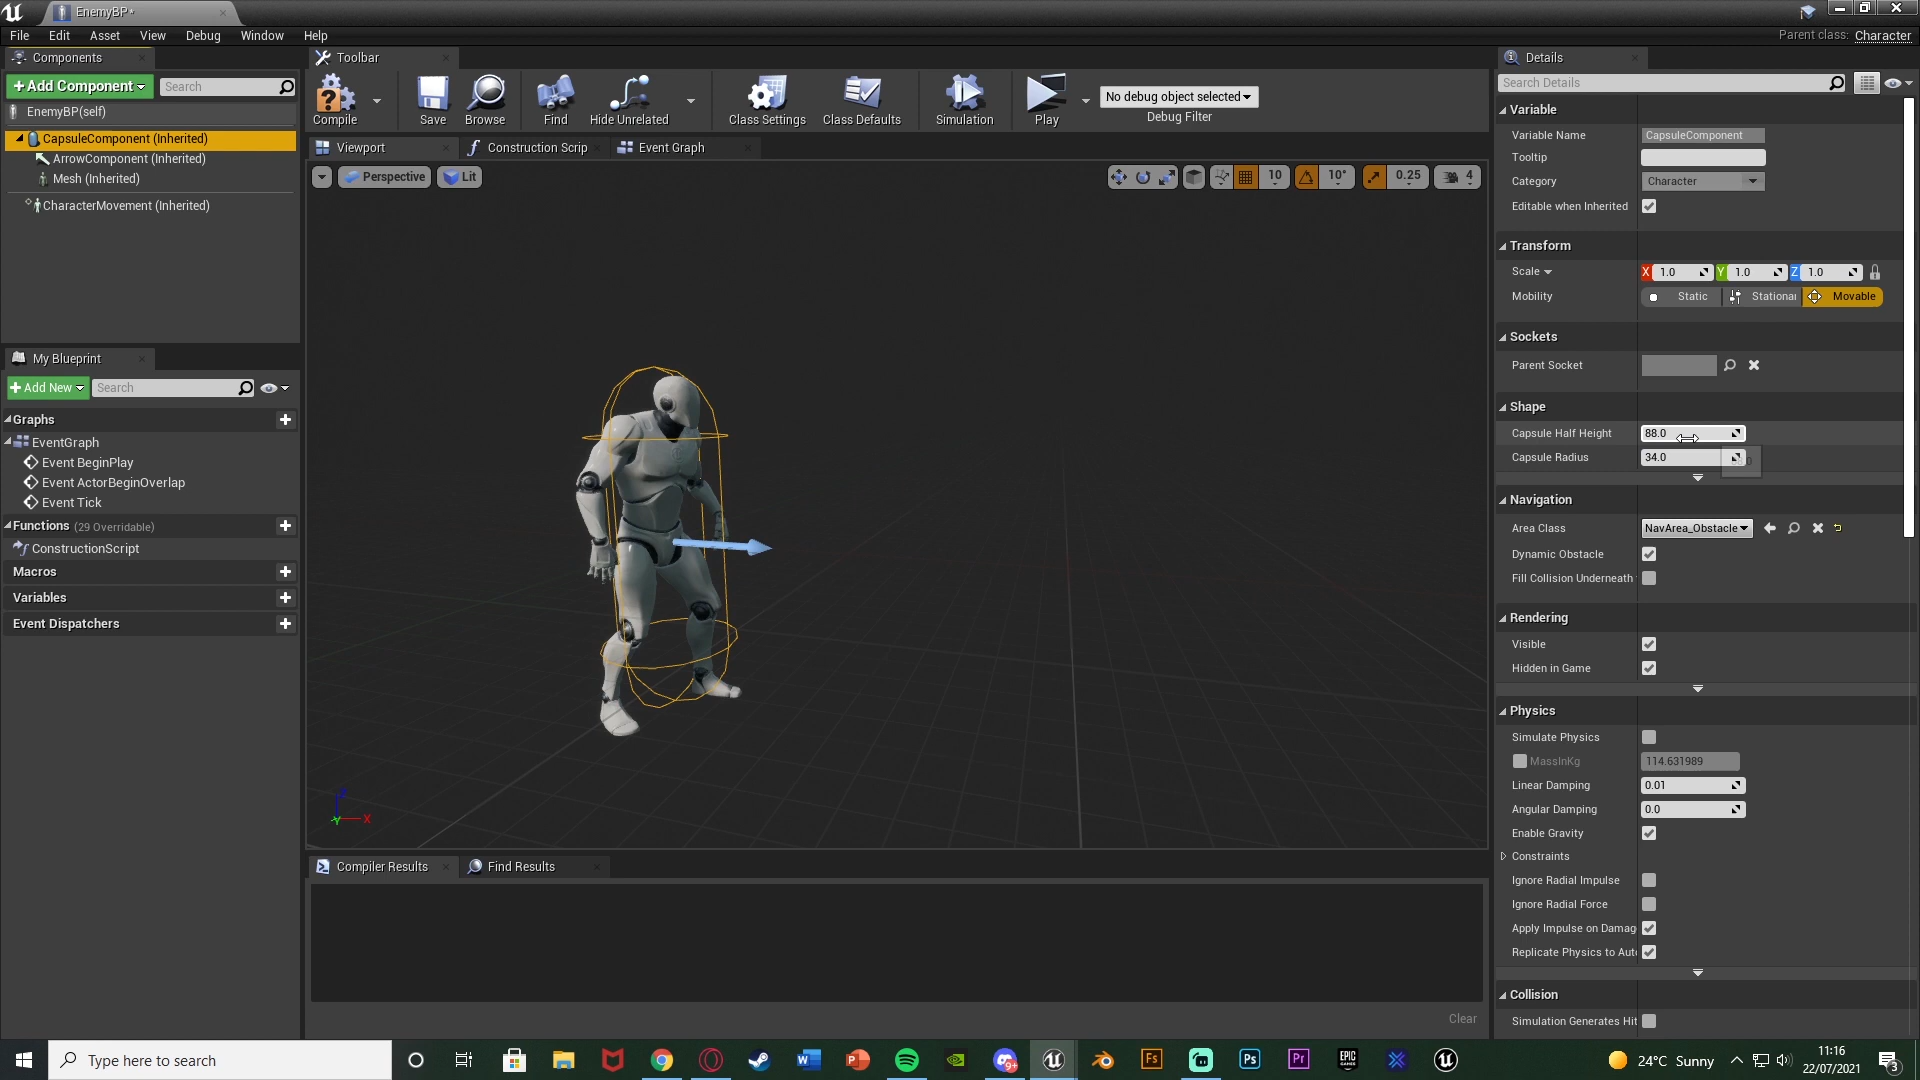 EnemyBP*
File Edit Asset View Debug Window Help
Parent class: Character
Components
Toolbar
Details
+Add Component
Search
Compile
Save
Browse
Find
Hide Unrelated
Class Settings
Class Defaults
Simulation
Play
No debug object selected
Debug Filter
Search Details
EnemyBP(self)
CapsuleComponent (Inherited)
ArrowComponent (Inherited)
Mesh (Inherited)
CharacterMovement (Inherited)
Viewport
Construction Scrip
Event Graph
Perspective
Lit
10
10°
0.25
4
My Blueprint
+Add New
Search
Graphs
EventGraph
Event BeginPlay
Event ActorBeginOverlap
Event Tick
Functions (29 Overridable)
ConstructionScript
Macros
Variables
Event Dispatchers
X
Y
Compiler Results
Find Results
Clear
Variable
Variable Name CapsuleComponent
Tooltip
Category Character
Editable when Inherited
Transform
Scale X 1.0 Y 1.0 Z 1.0
Mobility Static Stationar Movable
Sockets
Parent Socket
Shape
Capsule Half Height 88.0
Capsule Radius 34.0
Navigation
Area Class NavArea_Obstacle
Dynamic Obstacle
Fill Collision Underneath
Rendering
Visible
Hidden in Game
Physics
Simulate Physics
MassInKg 114.631989
Linear Damping 0.01
Angular Damping 0.0
Enable Gravity
Constraints
Ignore Radial Impulse
Ignore Radial Force
Apply Impulse on Damag
Replicate Physics to Aut
Collision
Simulation Generates Hit
Type here to search
W
P
9+
Fs
Ps
Pr
EPIC GAMES
24°C Sunny
11:16
22/07/2021
3